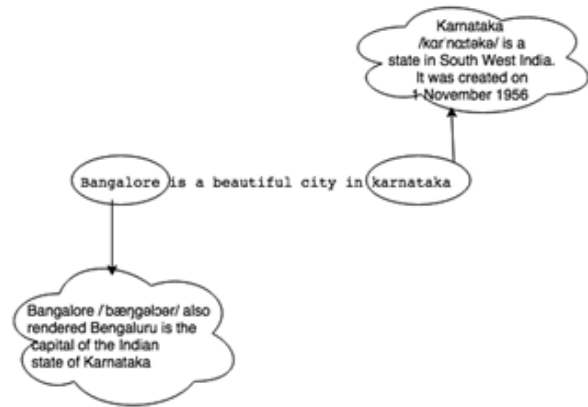 Karnataka
/kɑrˈnɑːtəkə/ is a
state in South West India.
It was created on
1 November 1956
Bangalore is a beautiful city in karnataka
Bangalore /ˈbæŋɡəlɔər/ also
rendered Bengaluru is the
capital of the Indian
state of Karnataka